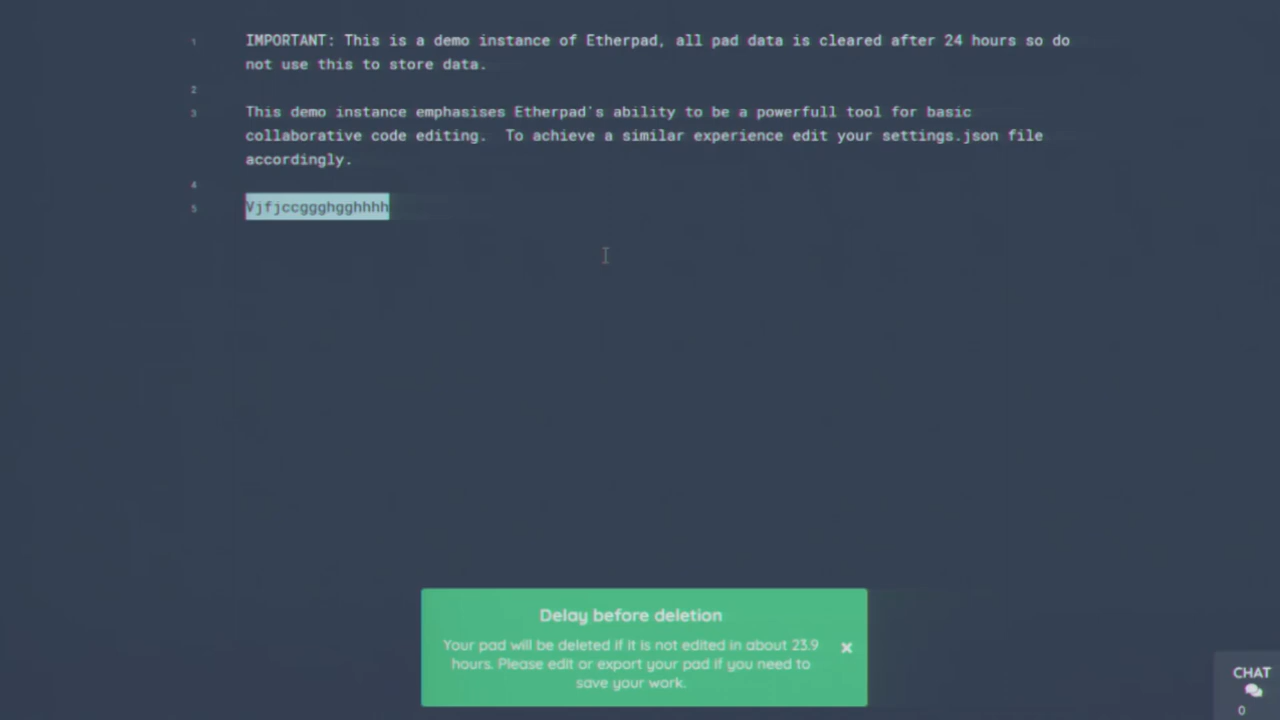 1 IMPORTANT: This is a demo instance of Etherpad, all pad data is cleared after 24 hours so do
not use this to store data.
2
3 This demo instance emphasises Etherpad's ability to be a powerfull tool for basic
collaborative code editing.  To achieve a similar experience edit your settings.json file
accordingly.
4
5 Vjfjccggghgghhhh
Delay before deletion
Your pad will be deleted if it is not edited in about 23.9
hours. Please edit or export your pad if you need to
save your work.
CHAT
0